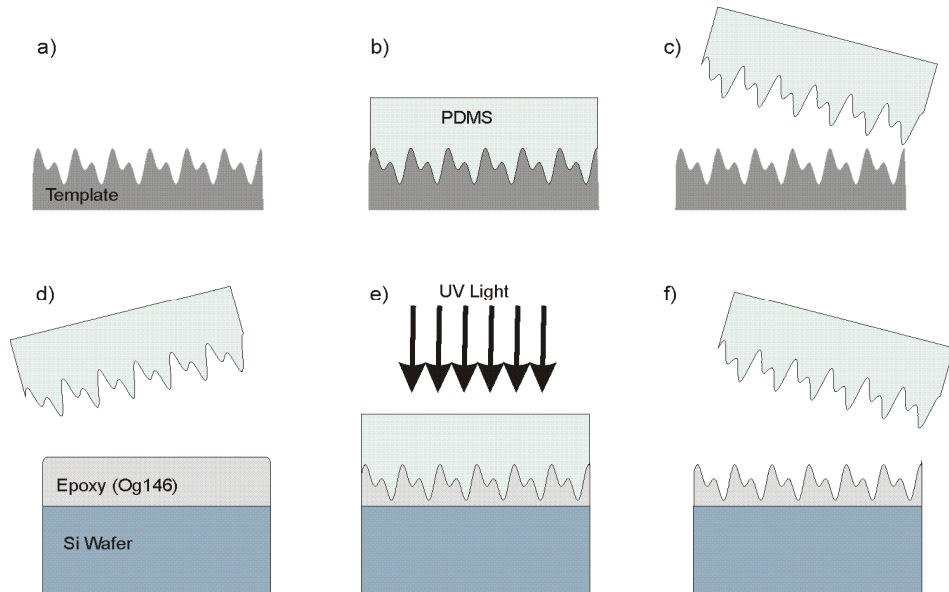 a)
b)
c)
PDMS
Template
d)
e)
f)
UV Light
Epoxy (Og146)
Si Wafer